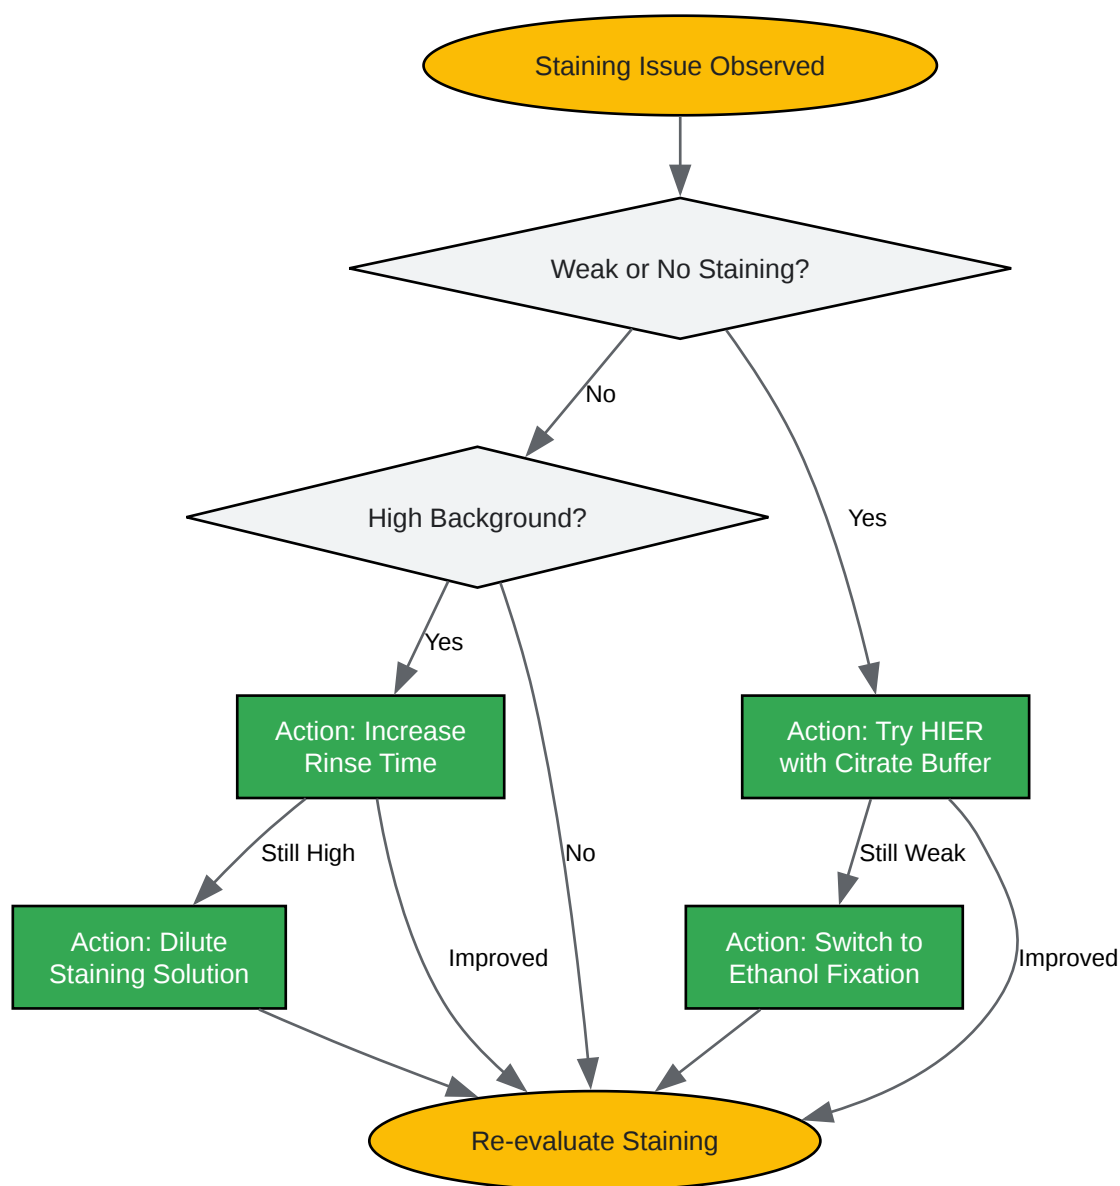 Staining Issue Observed
Weak or No Staining?
No
Yes
High Background?
Yes
No
Action: Increase
Rinse Time
Action: Try HIER
with Citrate Buffer
Still High
Improved
Still Weak
Improved
Action: Dilute
Staining Solution
Action: Switch to
Ethanol Fixation
Re-evaluate Staining